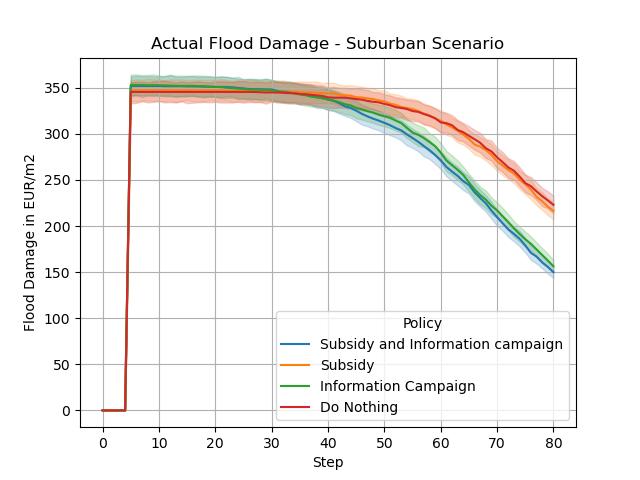 Actual Flood Damage - Suburban Scenario
Flood Damage in EUR/m2
350
300
250
200
150
100
50
0
Policy
Subsidy and Information campaign
Subsidy
Information Campaign
Do Nothing
0 10 20 30 40 50 60 70 80
Step